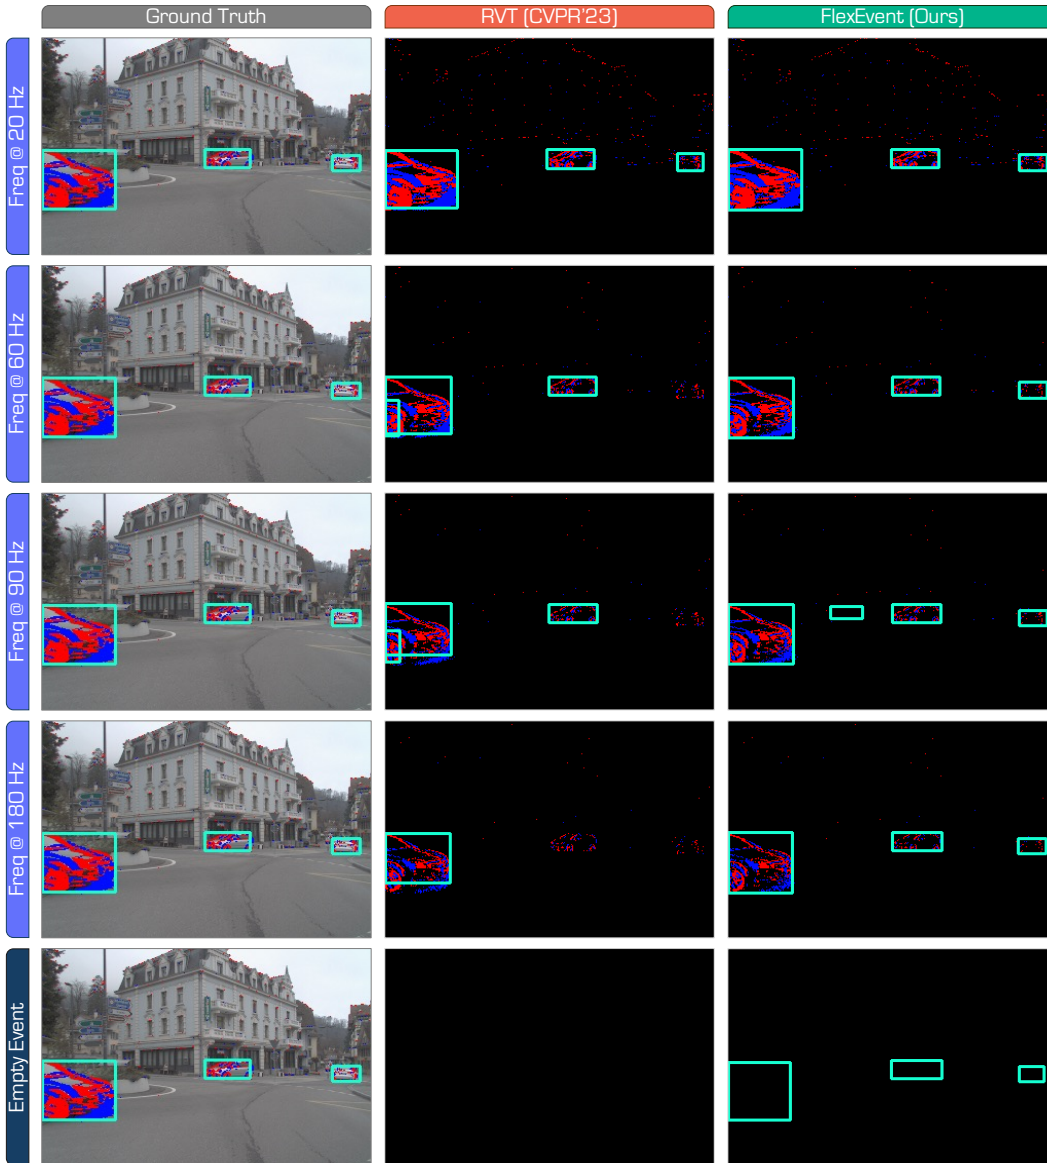 Ground Truth
RVT (CVPR'23)
FlexEvent (Ours)
Freq @ 20 Hz
Freq @ 60 Hz
Freq @ 90 Hz
Freq @ 180 Hz
Empty Event